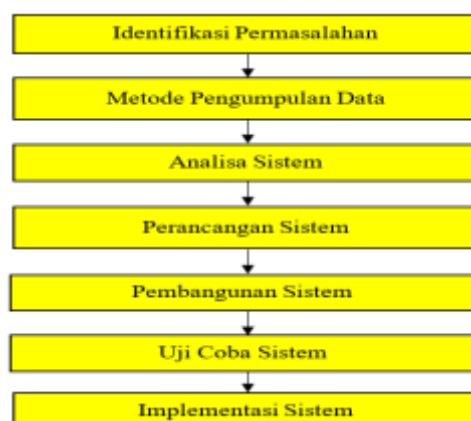 Identifikasi Permasalahan
Metode Pengumpulan Data
Analisa Sistem
Perancangan Sistem
Pembangunan Sistem
Uji Coba Sistem
Implementasi Sistem